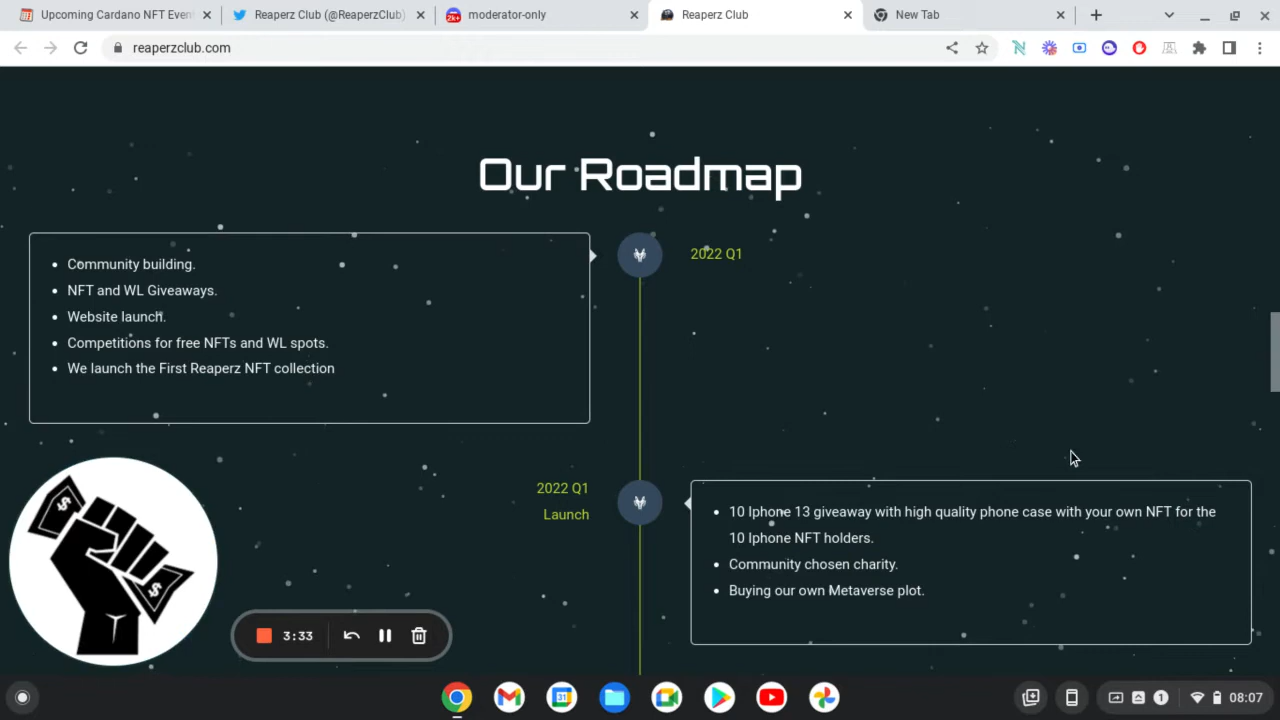 Upcoming Cardano NFT Even
Reaperz Club (@ReaperzClub)
2k+
moderator-only
Reaperz Club
New Tab
reaperzclub.com
Our Roadmap
Community building.
NFT and WL Giveaways.
Website launch.
Competitions for free NFTs and WL spots.
We launch the First Reaperz NFT collection
2022 Q1
2022 Q1
Launch
10 Iphone 13 giveaway with high quality phone case with your own NFT for the
10 Iphone NFT holders.
Community chosen charity.
Buying our own Metaverse plot.
$
$
3:33
31
1
08:07